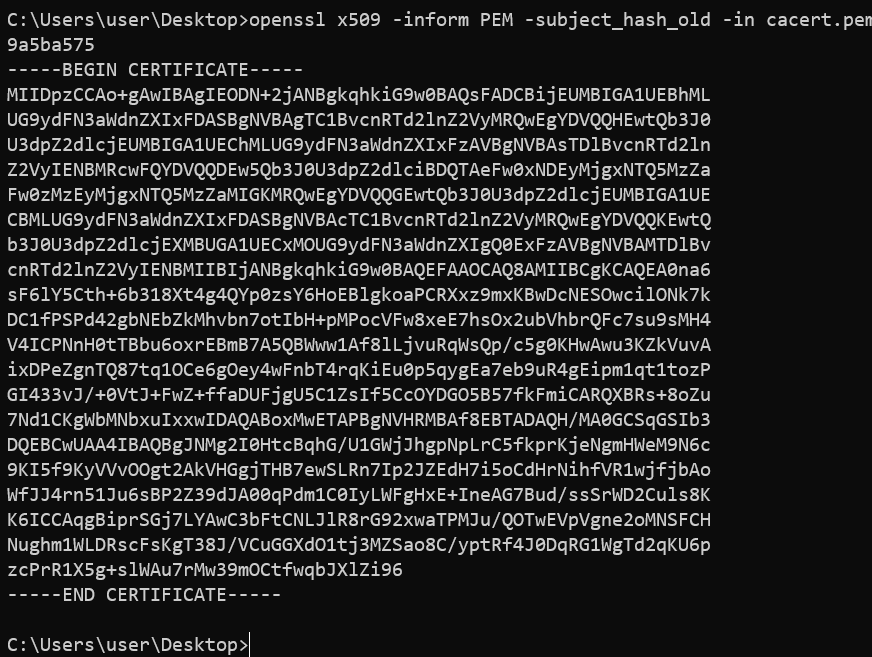 C:\Users\user\Desktop>openssl x509 -inform PEM -subject_hash_old -in cacert.pem
9a5ba575
-----BEGIN CERTIFICATE-----
MIIDpzCCAo+gAwIBAgIEODN+2jANBgkqhkiG9w0BAQsFADCBijEUMBIGA1UEBhML
UG9ydFN3aWdnZXIxFDASBgNVBAgTC1BvcnRTd2lnZ2VyMRQwEgYDVQQHEwtQb3J0
U3dpZ2dlcjEUMBIGA1UEChMLUG9ydFN3aWdnZXIxFzAVBgNVBAsTDlBvcnRTd2ln
Z2VyIENBMRcwFQYDVQQDEw5Qb3J0U3dpZ2dlciBDQTAeFw0xNDEyMjgxNTQ5MzZa
Fw0zMzEyMjgxNTQ5MzZaMIGKMRQwEgYDVQQGEwtQb3J0U3dpZ2dlcjEUMBIGA1UE
CBMLUG9ydFN3aWdnZXIxFDASBgNVBAcTC1BvcnRTd2lnZ2VyMRQwEgYDVQQKEwtQ
b3J0U3dpZ2dlcjEXMBUGA1UECxMOUG9ydFN3aWdnZXIgQ0ExFzAVBgNVBAMTDlBv
cnRTd2lnZ2VyIENBMIIBIjANBgkqhkiG9w0BAQEFAAOCAQ8AMIIBCgKCAQEA0na6
sF6lY5Cth+6b318Xt4g4QYp0zsY6HoEBlgkoaPCRXxz9mxKBwDcNESOwcilONk7k
DC1fPSPd42gbNEbZkMhvbn7otIbH+pMPocVFw8xeE7hsOx2ubVhbrQFc7su9sMH4
V4ICPNnH0tTBbu6oxrEBmB7A5QBWww1Af8lLjvuRqWsQp/c5g0KHwAwu3KZkVuvA
ixDPeZgnTQ87tq1OCe6gOey4wFnbT4rqKiEu0p5qygEa7eb9uR4gEipm1qt1tozP
GI433vJ/+0VtJ+FwZ+ffaDUFjgU5C1ZsIf5CcOYDGO5B57fkFmiCARQXBRs+8oZu
7Nd1CKgWbMNbxuIxxwIDAQABoxMwETAPBgNVHRMBAf8EBTADAQH/MA0GCSqGSIb3
DQEBCwUAA4IBAQBgJNMg2I0HtcBqhG/U1GWjJhgpNpLrC5fkprKjeNgmHWeM9N6c
9KI5f9KyVVvOOgt2AkVHGgjTHB7ewSLRn7Ip2JZEdH7i5oCdHrNihfVR1wjfjbAo
WfJJ4rn51Ju6sBP2Z39dJA00qPdm1C0IyLWFgHxE+IneAG7Bud/ssSrWD2Culs8K
K6ICCAqgBiprSGj7LYAwC3bFtCNLJlR8rG92xwaTPMJu/QOTwEVpVgne2oMNSFCH
Nughm1WLDRscFsKgT38J/VCuGGXdO1tj3MZSao8C/yptRf4J0DqRG1WgTd2qKU6p
zcPrR1X5g+slWAu7rMw39mOCtfwqbJXlZi96
-----END CERTIFICATE-----
C:\Users\user\Desktop>